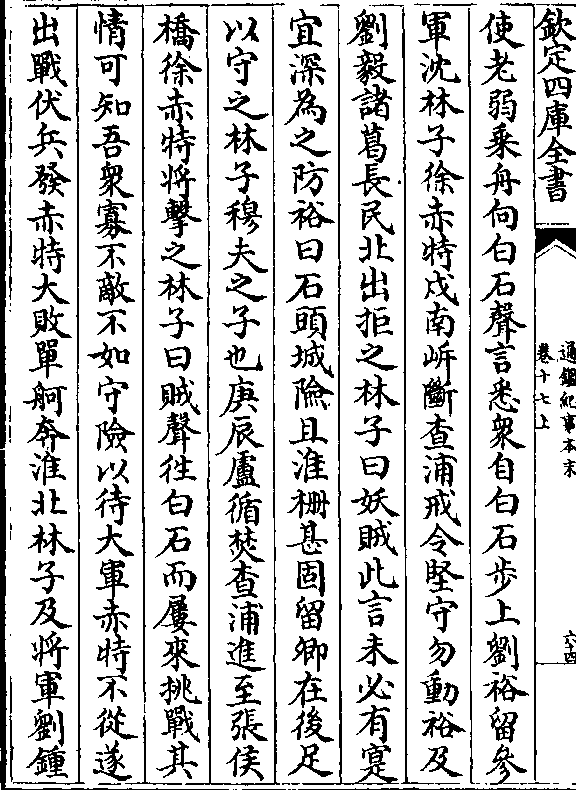 欽定四庫全書
通鑑紀事本末
卷十七上
六十四
使老弱乗舟向白石聲言悉衆自白石歩上劉裕留參
軍沈林子徐赤特戍南岸斷查浦戒令堅守勿動裕及
劉毅諸葛長民北出拒之林子曰妖賊此言未必有寔
宜深為之防裕曰石頭城險且淮柵甚固留卿在後足
以守之林子穆夫之子也庚辰盧循焚查浦進至張侯
橋徐赤特將擊之林子曰賊聲徃白石而屢來挑戰其
情可知吾衆寡不敵不如守險以待大軍赤特不從遂
出戰伏兵發赤特大敗單舸奔淮北林子及將軍劉鍾